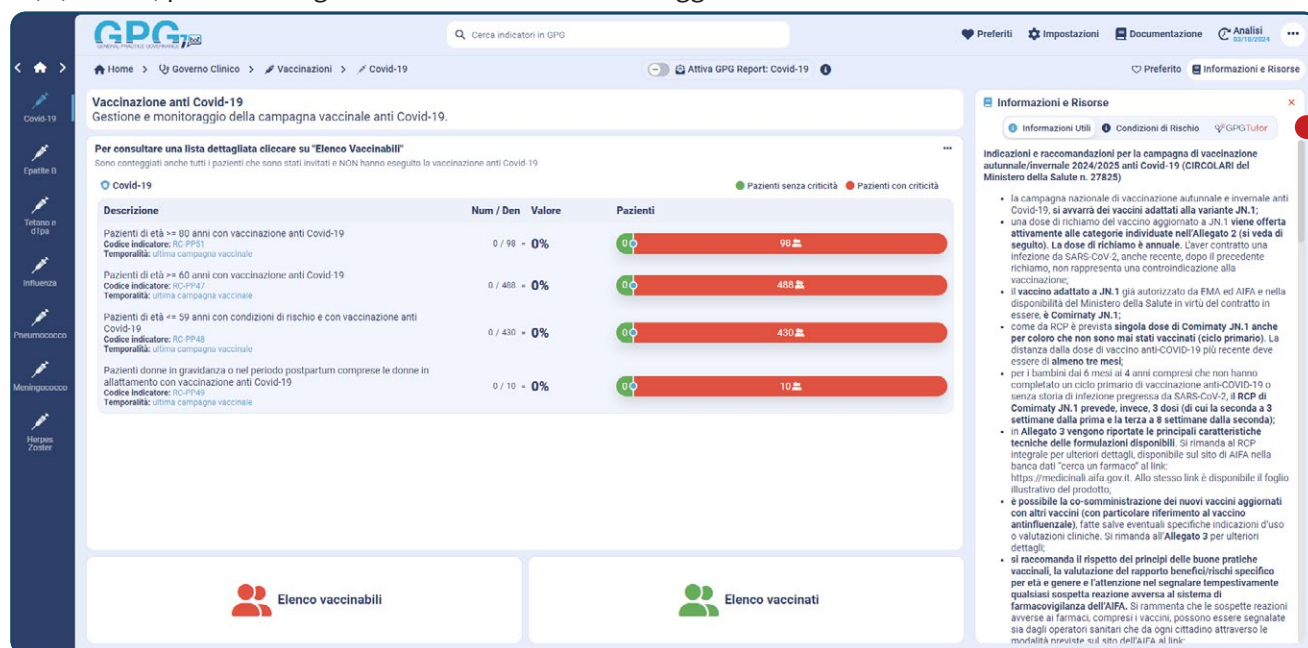 GPG 7bot
GENERAL PRACTICE GOVERNANCE
Cerca indicatori in GPG
Preferiti
Impostazioni
Documentazione
Analisi
03/10/2024
Home > Governo Clinico > Vaccinazioni > Covid-19
Attiva GPG Report: Covid-19
Preferito
Informazioni e Risorse
Covid-19
Epatite B
Tetano e
dTpa
Influenza
Pneumococco
Meningococco
Herpes
Zoster
Vaccinazione anti Covid-19
Gestione e monitoraggio della campagna vaccinale anti Covid-19.
Per consultare una lista dettagliata cliccare su "Elenco Vaccinabili"
Sono conteggiati anche tutti i pazienti che sono stati invitati e NON hanno eseguito la vaccinazione anti Covid-19
Covid-19
Pazienti senza criticità
Pazienti con criticità
Descrizione Num / Den Valore Pazienti
Pazienti di età >= 80 anni con vaccinazione anti Covid-19
Codice indicatore: RC-PP51
Temporalità: ultima campagna vaccinale
0 / 98 = 0% 0 98
Pazienti di età >= 60 anni con vaccinazione anti Covid-19
Codice indicatore: RC-PP47
Temporalità: ultima campagna vaccinale
0 / 488 = 0% 0 488
Pazienti di età <= 59 anni con condizioni di rischio e con vaccinazione anti
Covid-19
Codice indicatore: RC-PP48
Temporalità: ultima campagna vaccinale
0 / 430 = 0% 0 430
Pazienti donne in gravidanza o nel periodo postpartum comprese le donne in
allattamento con vaccinazione anti Covid-19
Codice indicatore: RC-PP49
Temporalità: ultima campagna vaccinale
0 / 10 = 0% 0 10
Elenco vaccinabili
Elenco vaccinati
Informazioni e Risorse
Informazioni Utili
Condizioni di Rischio
GPGTutor
Indicazioni e raccomandazioni per la campagna di vaccinazione
autunnale/invernale 2024/2025 anti Covid-19 (CIRCOLARI del
Ministero della Salute n. 27825)
• la campagna nazionale di vaccinazione autunnale e invernale anti
Covid-19, si avvarrà dei vaccini adattati alla variante JN.1;
• una dose di richiamo del vaccino aggiornato a JN.1 viene offerta
attivamente alle categorie individuate nell'Allegato 2 (si veda di
seguito). La dose di richiamo è annuale. L'aver contratto una
infezione da SARS-CoV-2, anche recente, dopo il precedente
richiamo, non rappresenta una controindicazione alla
vaccinazione;
• il vaccino adattato a JN.1 già autorizzato da EMA ed AIFA e nella
disponibilità del Ministero della Salute in virtù del contratto in
essere, è Comirnaty JN.1;
• come da RCP è prevista singola dose di Comirnaty JN.1 anche
per coloro che non sono mai stati vaccinati (ciclo primario). La
distanza dalla dose di vaccino anti-COVID-19 più recente deve
essere di almeno tre mesi;
• per i bambini dai 6 mesi ai 4 anni compresi che non hanno
completato un ciclo primario di vaccinazione anti-COVID-19 o
senza storia di infezione pregressa da SARS-CoV-2, il RCP di
Comirnaty JN.1 prevede, invece, 3 dosi (di cui la seconda a 3
settimane dalla prima e la terza a 8 settimane dalla seconda);
• in Allegato 3 vengono riportate le principali caratteristiche
tecniche delle formulazioni disponibili. Si rimanda al RCP
integrale per ulteriori dettagli, disponibile sul sito di AIFA nella
banca dati "cerca un farmaco" al link:
https://medicinali.aifa.gov.it. Allo stesso link è disponibile il foglio
illustrativo del prodotto;
• è possibile la co-somministrazione dei nuovi vaccini aggiornati
con altri vaccini (con particolare riferimento al vaccino
antinfluenzale), fatte salve eventuali specifiche indicazioni d'uso
o valutazioni cliniche. Si rimanda all'Allegato 3 per ulteriori
dettagli;
• si raccomanda il rispetto dei principi delle buone pratiche
vaccinali, la valutazione del rapporto benefici/rischi specifico
per età e genere e l'attenzione nel segnalare tempestivamente
qualsiasi sospetta reazione avversa al sistema di
farmacovigilanza dell'AIFA. Si rammenta che le sospette reazioni
avverse ai farmaci, compresi i vaccini, possono essere segnalate
sia dagli operatori sanitari che da ogni cittadino attraverso le
modalità previste sul sito dell'AIFA al link: